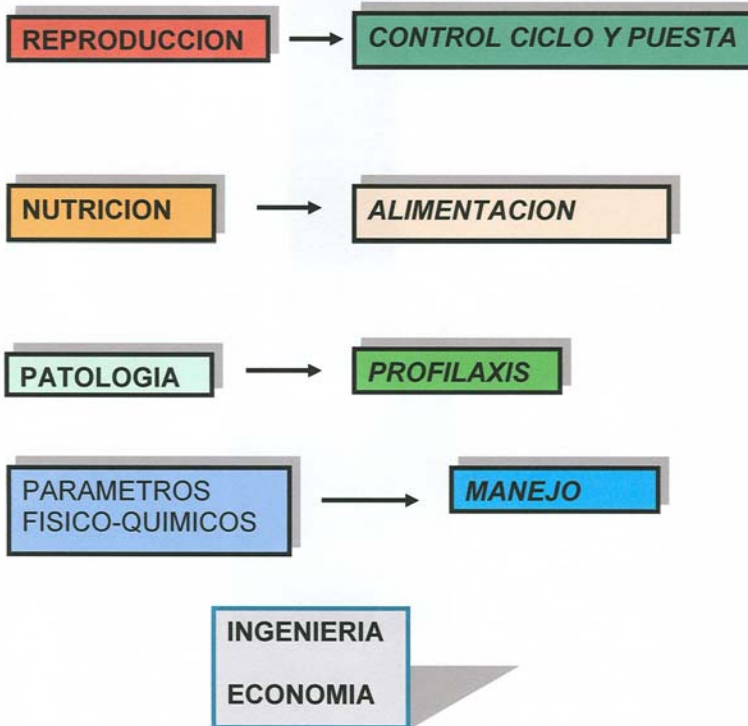 REPRODUCCION
CONTROL CICLO Y PUESTA
NUTRICION
ALIMENTACION
PATOLOGIA
PROFILAXIS
PARAMETROS
FISICO-QUIMICOS
MANEJO
INGENIERIA
ECONOMIA